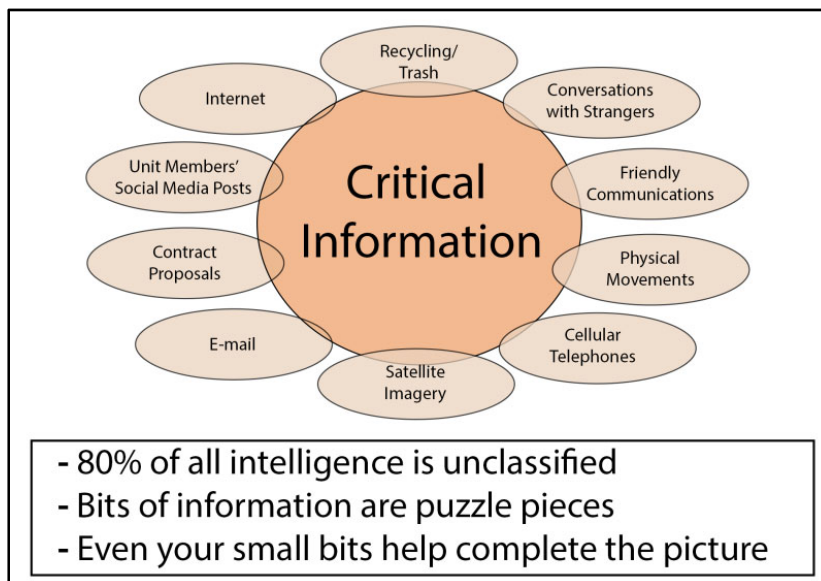 Recycling/
Trash
Internet
Conversations
with Strangers
Unit Members’
Social Media Posts
Critical
Information
Friendly
Communications
Contract
Proposals
Physical
Movements
E-mail
Cellular
Telephones
Satellite
Imagery
- 80% of all intelligence is unclassified
- Bits of information are puzzle pieces
- Even your small bits help complete the picture